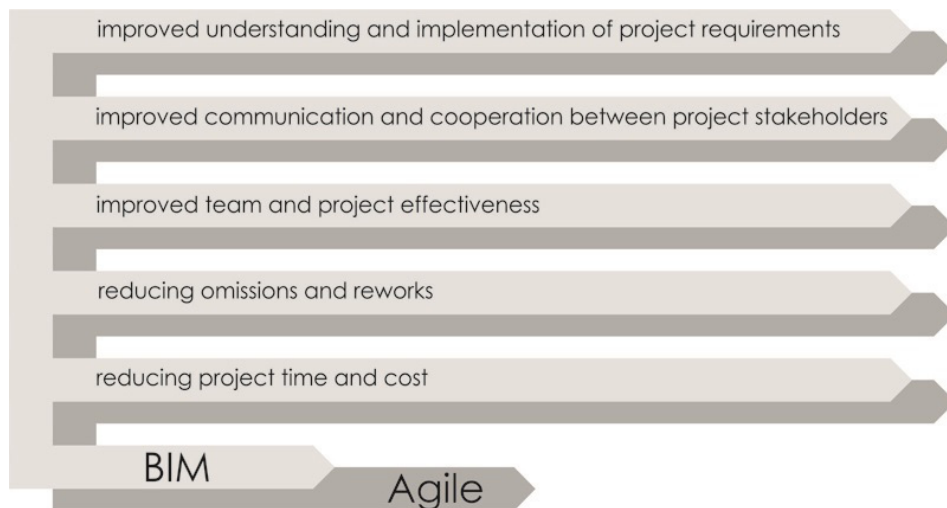 improved understanding and implementation of project requirements
improved communication and cooperation between project stakeholders
improved team and project effectiveness
reducing omissions and reworks
reducing project time and cost
BIM
Agile